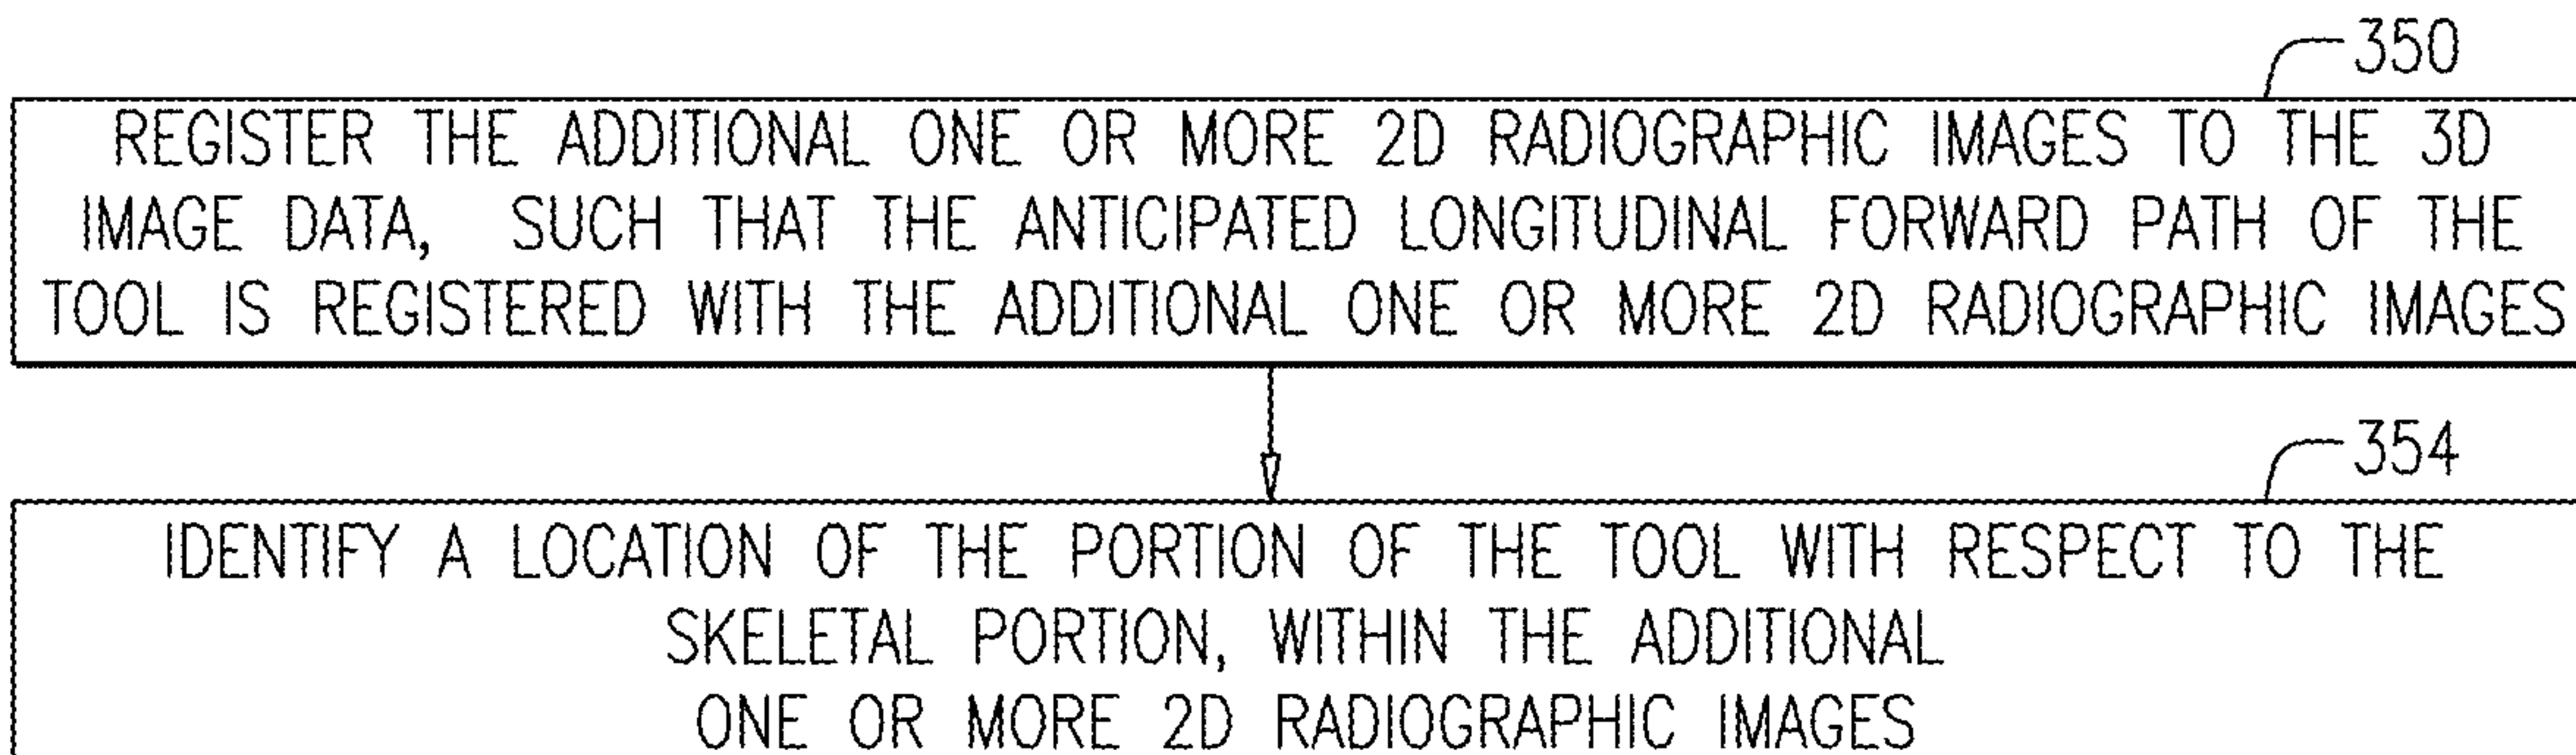 350
REGISTER THE ADDITIONAL ONE OR MORE 2D RADIOGRAPHIC IMAGES TO THE 3D
IMAGE DATA, SUCH THAT THE ANTICIPATED LONGITUDINAL FORWARD PATH OF THE
TOOL IS REGISTERED WITH THE ADDITIONAL ONE OR MORE 2D RADIOGRAPHIC IMAGES
354
IDENTIFY A LOCATION OF THE PORTION OF THE TOOL WITH RESPECT TO THE
SKELETAL PORTION, WITHIN THE ADDITIONAL
ONE OR MORE 2D RADIOGRAPHIC IMAGES